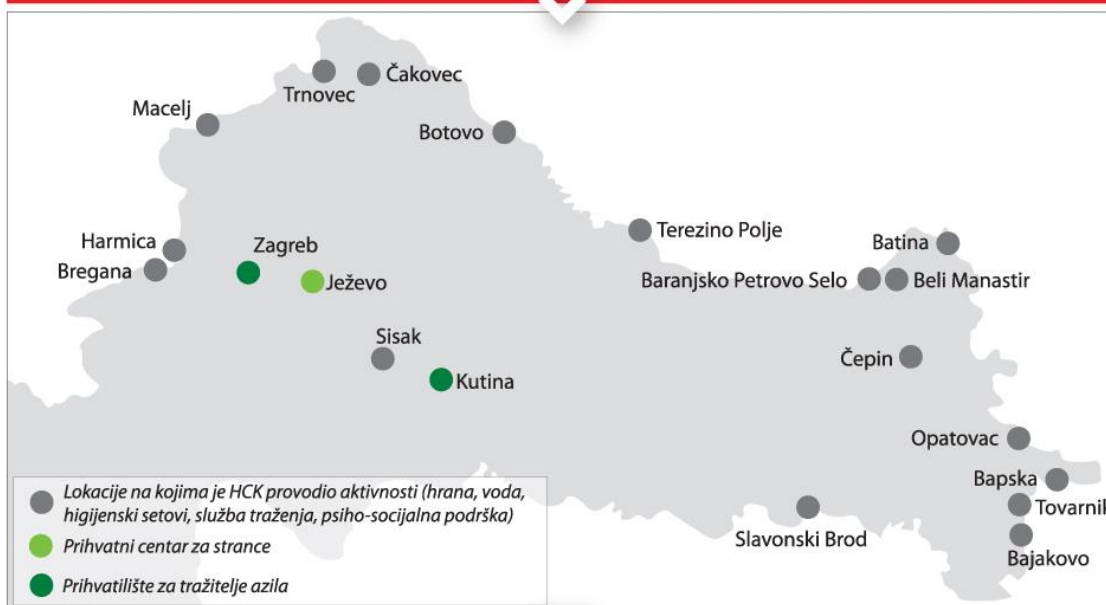 Čakovec
Trnovec
Macelj
Botovo
Harmica
Bregana
Zagreb
Ježevo
Terezino Polje
Batina
Baranjsko Petrovo Selo
Beli Manastir
Sisak
Kutina
Čepin
Opatovac
Bapska
Tovarnik
Bajakovo
Slavonski Brod
Lokacije na kojima je HCK provodio aktivnosti (hrana, voda,
higijenski setovi, služba traženja, psiho-socijalna podrška)
Prihvatni centar za strance
Prihvatilište za tražitelje azila